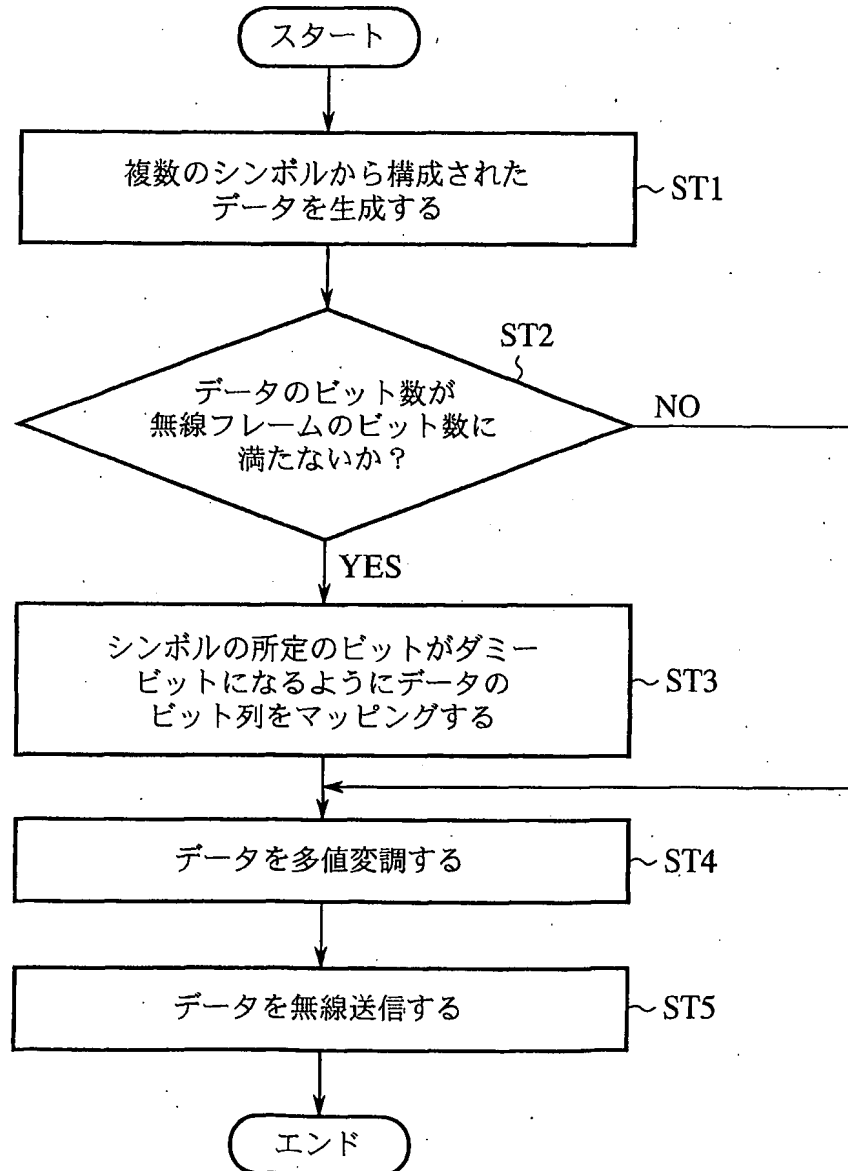 スタート
複数のシンボルから構成された
データを生成する
ST1
ST2
データのビット数が
無線フレームのビット数に
満たないか？
NO
YES
シンボルの所定のビットがダミー
ビットになるようにデータの
ビット列をマッピングする
ST3
データを多値変調する
ST4
データを無線送信する
ST5
エンド